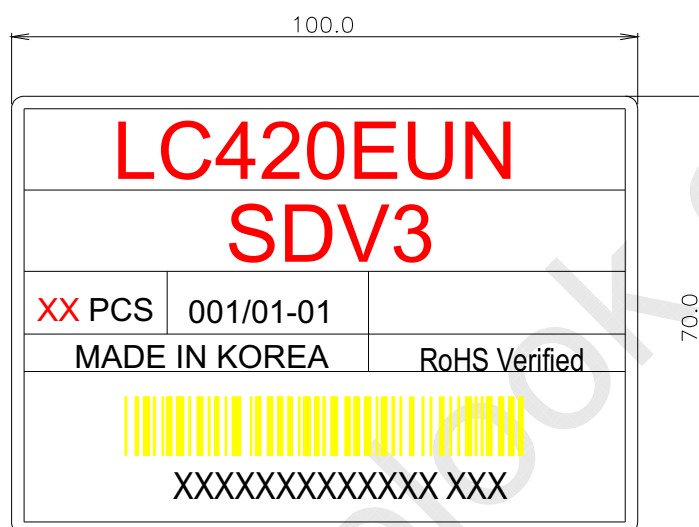 100.0
LC420EUN
SDV3
XX PCS 001/01-01
MADE IN KOREA RoHS Verified
XXXXXXXXXXXXX XXX
70.0